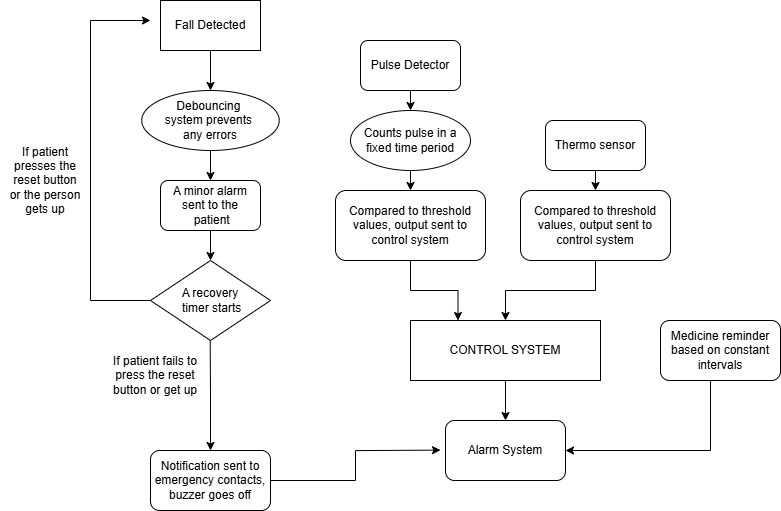 Fall Detected
Debouncing
system prevents
any errors
If patient
presses the
reset button
or the person
gets up
A minor alarm
sent to the
patient
A recovery
timer starts
If patient fails to
press the reset
button or get up
Notification sent to
emergency contacts,
buzzer goes off
Pulse Detector
Counts pulse in a
fixed time period
Compared to threshold
values, output sent to
control system
Thermo sensor
Compared to threshold
values, output sent to
control system
CONTROL SYSTEM
Medicine reminder
based on constant
intervals
Alarm System